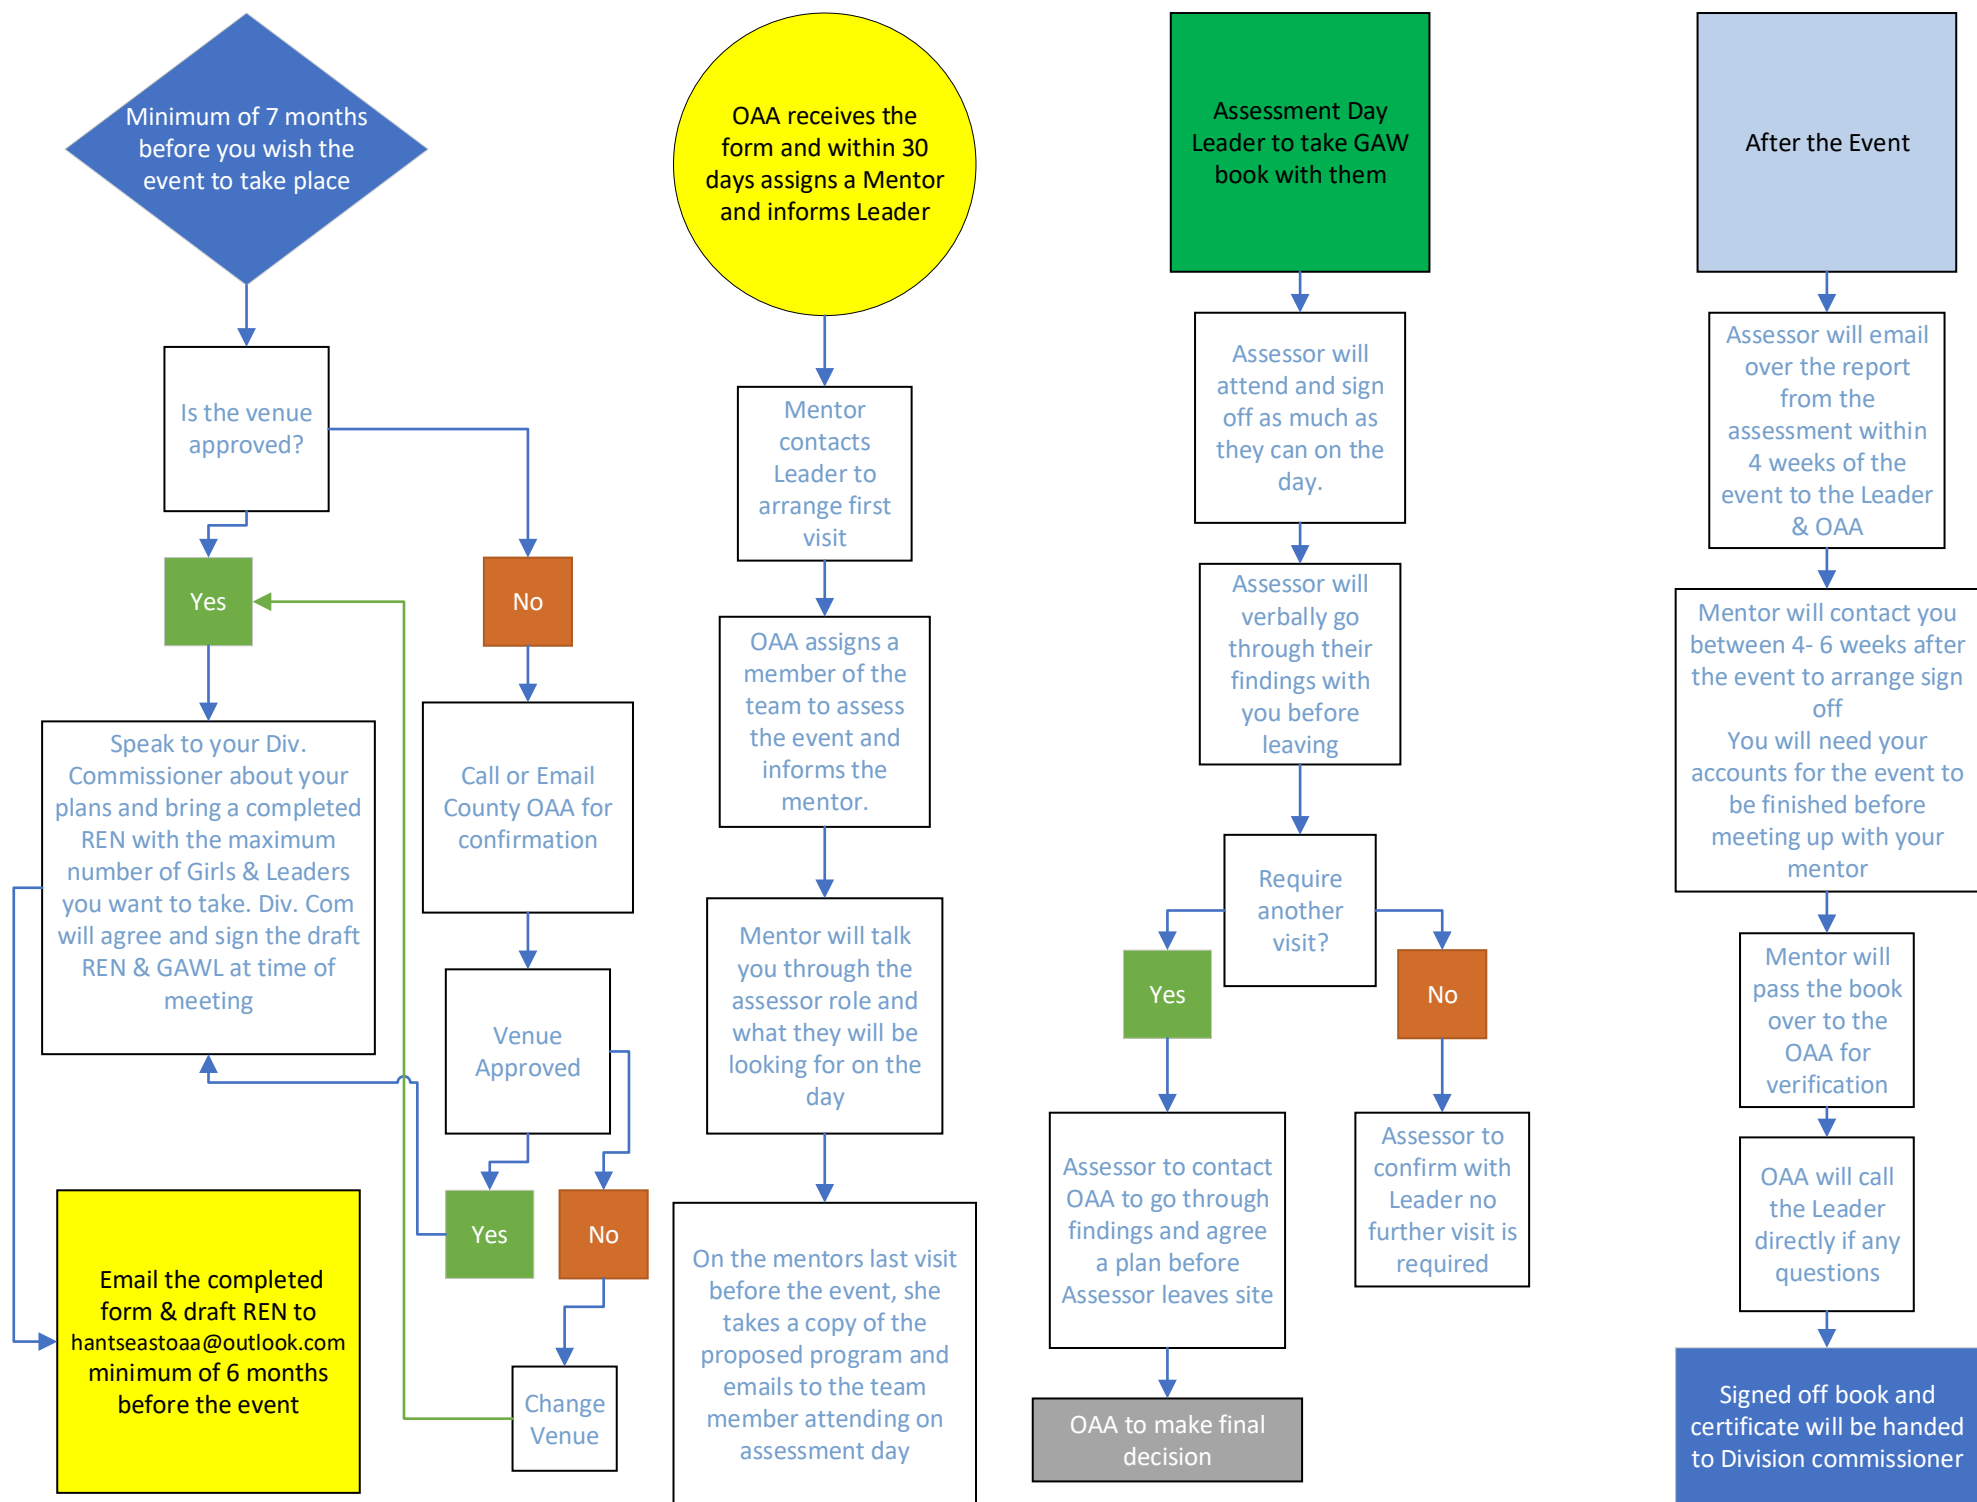 Minimum of 7 months
before you wish the
event to take place
Is the venue
approved?
Yes
No
Speak to your Div.
Commissioner about your
plans and bring a completed
REN with the maximum
number of Girls & Leaders
you want to take. Div. Com
will agree and sign the draft
REN & GAWL at time of
meeting
Call or Email
County OAA for
confirmation
Venue
Approved
Yes
No
Change
Venue
Email the completed
form & draft REN to
hantseastoaa@outlook.com
minimum of 6 months
before the event
OAA receives the
form and within 30
days assigns a Mentor
and informs Leader
Mentor
contacts
Leader to
arrange first
visit
OAA assigns a
member of the
team to assess
the event and
informs the
mentor.
Mentor will talk
you through the
assessor role and
what they will be
looking for on the
day
On the mentors last visit
before the event, she
takes a copy of the
proposed program and
emails to the team
member attending on
assessment day
Assessment Day
Leader to take GAW
book with them
Assessor will
attend and sign
off as much as
they can on the
day.
Assessor will
verbally go
through their
findings with
you before
leaving
Require
another
visit?
Yes
No
Assessor to contact
OAA to go through
findings and agree
a plan before
Assessor leaves site
Assessor to
confirm with
Leader no
further visit is
required
OAA to make final
decision
After the Event
Assessor will email
over the report
from the
assessment within
4 weeks of the
event to the Leader
& OAA
Mentor will contact you
between 4- 6 weeks after
the event to arrange sign
off
You will need your
accounts for the event to
be finished before
meeting up with your
mentor
Mentor will
pass the book
over to the
OAA for
verification
OAA will call
the Leader
directly if any
questions
Signed off book and
certificate will be handed
to Division commissioner